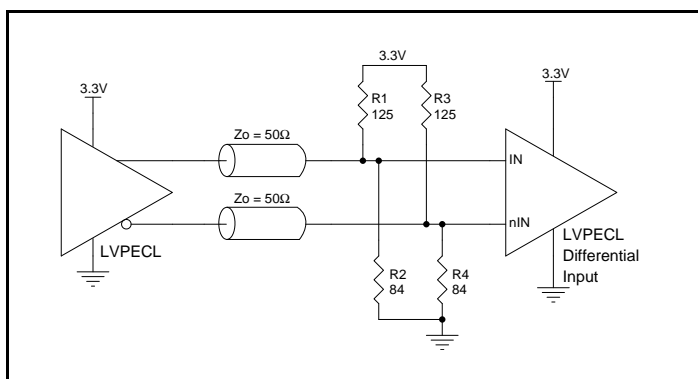 3.3V
3.3V
3.3V
R1
125
R3
125
Zo = 50Ω
IN
Zo = 50Ω
nIN
LVPECL
LVPECL
Differential
Input
R2
84
R4
84